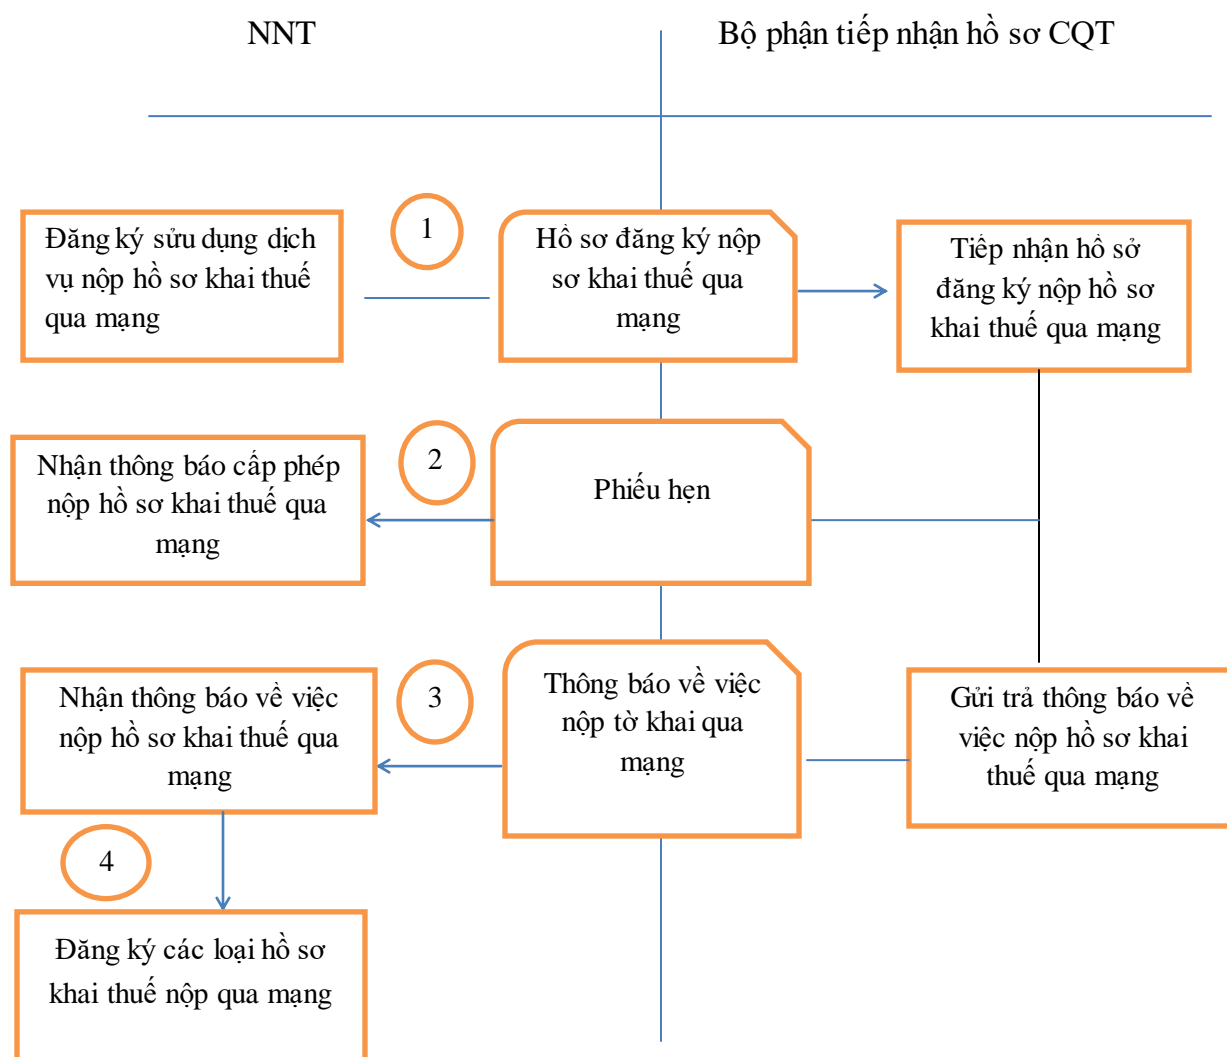 NNT
Bộ phận tiếp nhận hồ sơ CQT
Đăng ký sửu dụng dịch
vụ nộp hồ sơ khai thuế
qua mạng
1
Hồ sơ đăng ký nộp
sơ khai thuế qua
mạng
Tiếp nhận hồ sở
đăng ký nộp hồ sơ
khai thuế qua mạng
Nhận thông báo cấp phép
nộp hồ sơ khai thuế qua
mạng
2
Phiếu hẹn
Nhận thông báo về việc
nộp hồ sơ khai thuế qua
mạng
3
Thông báo về việc
nộp tờ khai qua
mạng
Gửi trả thông báo về
việc nộp hồ sơ khai
thuế qua mạng
4
Đăng ký các loại hồ sơ
khai thuế nộp qua mạng